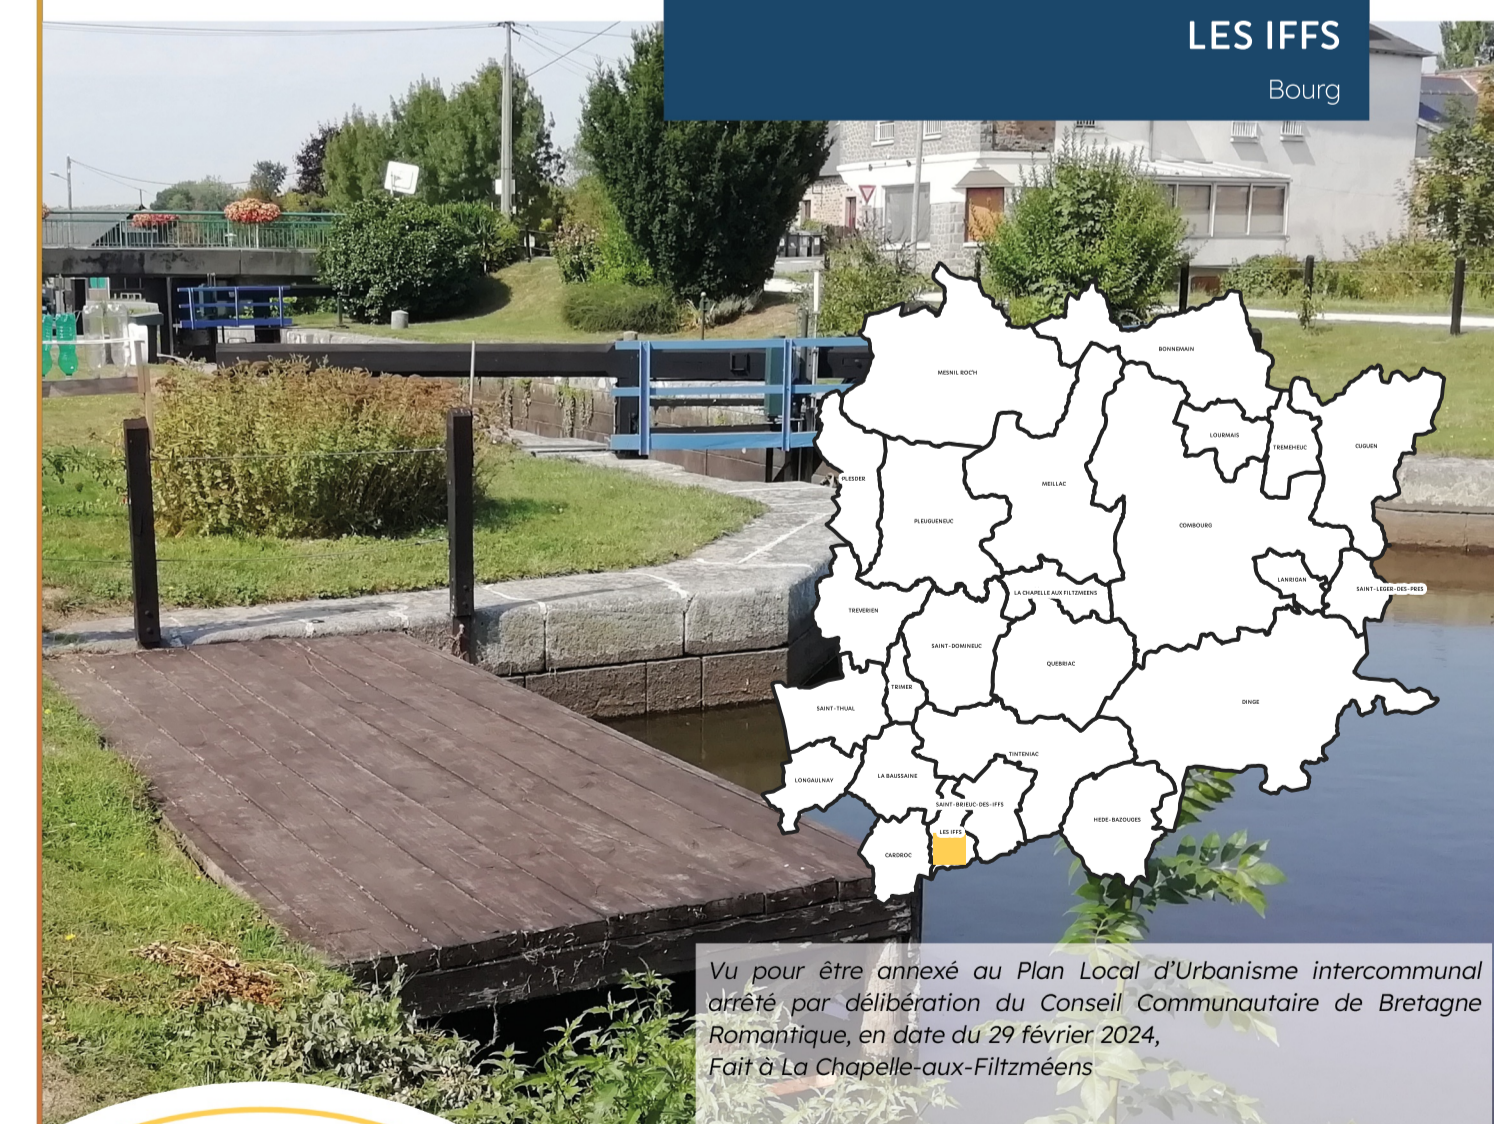 LES IFFS
Bourg
BONNEMAIN
MESNIL ROC'H
LOURMAIS
TREMEHEUC
CUGUEN
PLESDER
MEILLAC
PLEUGUENEUC
COMBOURG
LANRIGAN
SAINT-LEGER-DES-PRES
LA CHAPELLE AUX FILTZMEENS
TREVERIEN
SAINT-DOMINEUC
QUEBRIAC
TRIMER
DINGE
SAINT-THUAL
TINTENIAC
LA BAUSSAINE
LONGAULNAY
SAINT-BRIEUC-DES-IFFS
HEDE-BAZOUGES
LES IFFS
CARDROC
Vu pour être annexé au Plan Local d'Urbanisme intercommunal
arrêté par délibération du Conseil Communautaire de Bretagne
Romantique, en date du 29 février 2024,
Fait à La Chapelle-aux-Filtzméens